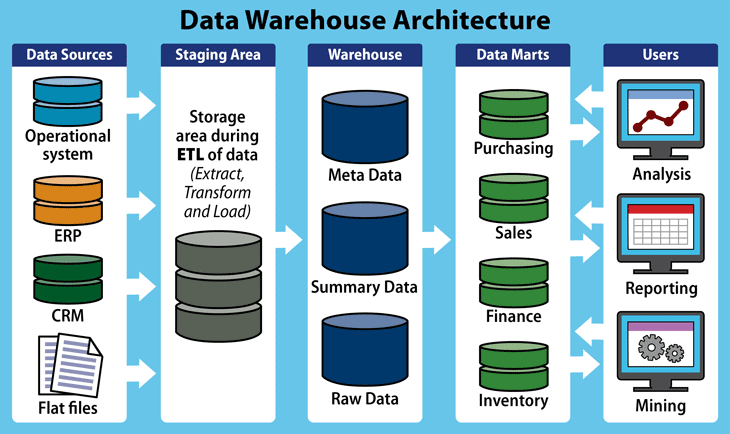 Data Warehouse Architecture
Data Sources
Operational
system
ERP
CRM
Flat files
Staging Area
Storage
area during
ETL of data
(Extract,
Transform
and Load)
Warehouse
Meta Data
Summary Data
Raw Data
Data Marts
Purchasing
Sales
Finance
Inventory
Users
Analysis
Reporting
Mining